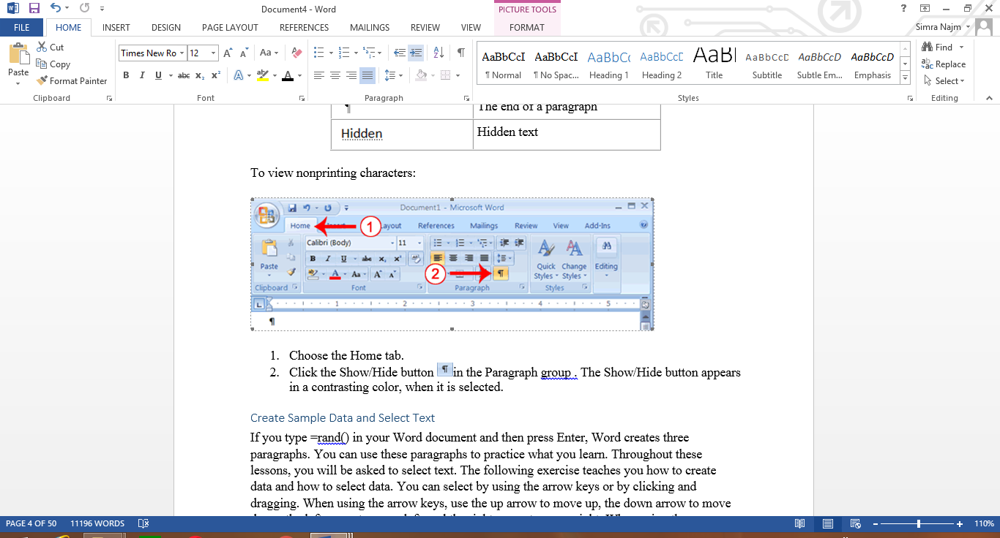 Document4 - Word
PICTURE TOOLS
?
FILE HOME INSERT DESIGN PAGE LAYOUT REFERENCES MAILINGS REVIEW VIEW FORMAT Simra Najm
Paste
Cut
Copy
Format Painter
Clipboard
Times New Ro 12 Aa
B I U abc x₂ x² A ab A
Font
¶
Paragraph
AaBbCcI AaBbCcI AaBbCc AaBbCcD AaBl AaBbCcD AaBbCcD AaBbCcD
¶ Normal ¶ No Spac... Heading 1 Heading 2 Title Subtitle Subtle Em... Emphasis
Styles
Find
Replace
Select
Editing
¶ The end of a paragraph
Hidden Hidden text
To view nonprinting characters:
Document1 - Microsoft Word
Home 1 Layout References Mailings Review View Add-Ins
Calibri (Body) 11
Paste
B I U abc x₂ x²
Quick Styles
Change Styles
Editing
A Aa A A
2 ¶
Clipboard Font Paragraph Styles
L 1 2 3 4 5
¶
1. Choose the Home tab.
2. Click the Show/Hide button ¶ in the Paragraph group . The Show/Hide button appears
in a contrasting color, when it is selected.
Create Sample Data and Select Text
If you type =rand() in your Word document and then press Enter, Word creates three
paragraphs. You can use these paragraphs to practice what you learn. Throughout these
lessons, you will be asked to select text. The following exercise teaches you how to create
data and how to select data. You can select by using the arrow keys or by clicking and
dragging. When using the arrow keys, use the up arrow to move up, the down arrow to move
PAGE 4 OF 50 11196 WORDS 110%